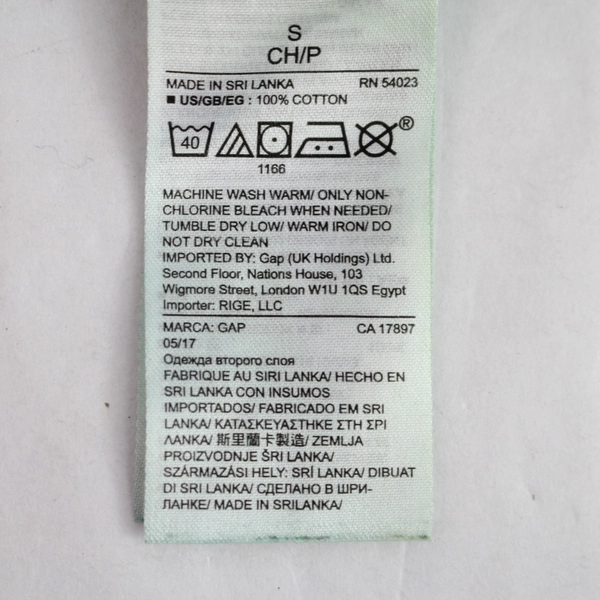 S
CH/P
MADE IN SRI LANKA RN 54023
■ US/GB/EG : 100% COTTON
40
®
1166
MACHINE WASH WARM/ ONLY NON-
CHLORINE BLEACH WHEN NEEDED/
TUMBLE DRY LOW/ WARM IRON/ DO
NOT DRY CLEAN
IMPORTED BY: Gap (UK Holdings) Ltd.
Second Floor, Nations House, 103
Wigmore Street, London W1U 1QS Egypt
Importer: RIGE, LLC
MARCA: GAP CA 17897
05/17
Одежда второго слоя
FABRIQUE AU SIRI LANKA/ HECHO EN
SRI LANKA CON INSUMOS
IMPORTADOS/ FABRICADO EM SRI
LANKA/ ΚΑΤΑΣΚΕΥΑΣΤΗΚΕ ΣΤΗ ΣΡΙ
ΛΑΝΚΑ/ 斯里蘭卡製造/ ZEMLJA
PROIZVODNJE ŠRI LANKA/
SZÁRMAZÁSI HELY: SRÍ LANKA/ DIBUAT
DI SRI LANKA/ СДЕЛАНО В ШРИ-
ЛАНКЕ/ MADE IN SRILANKA/